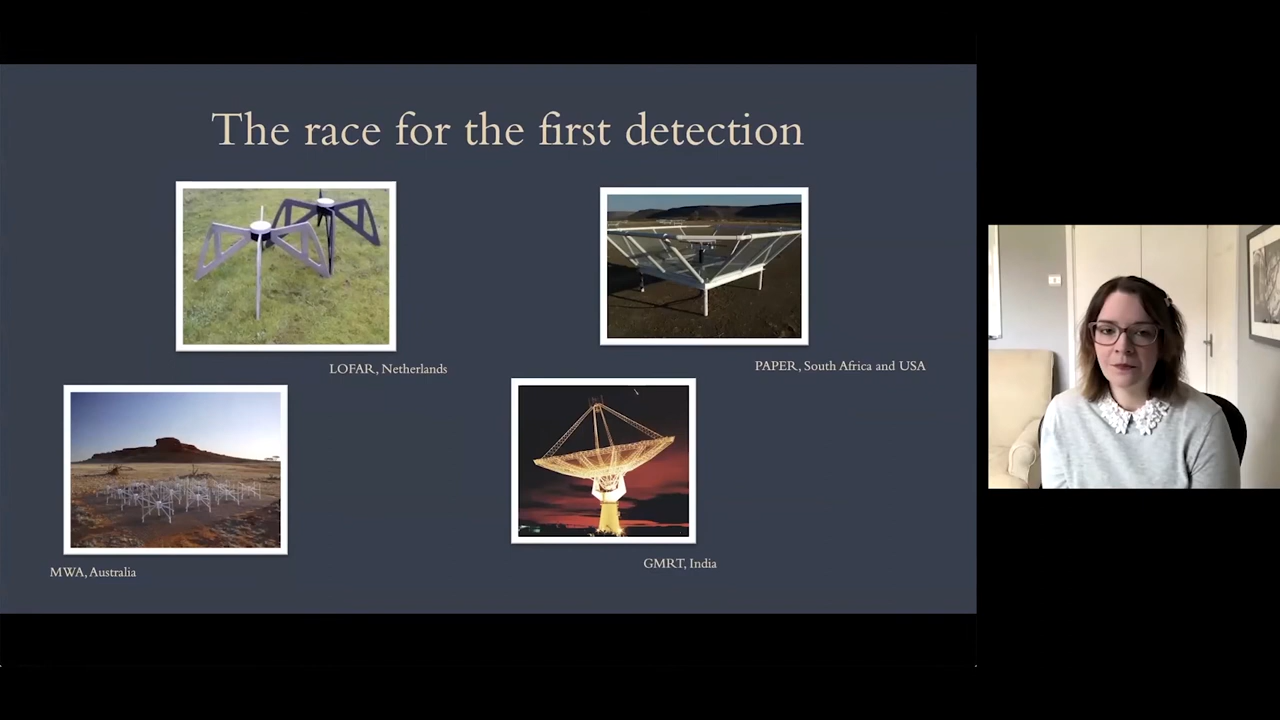 The race for the first detection
LOFAR, Netherlands
PAPER, South Africa and USA
MWA, Australia
GMRT, India